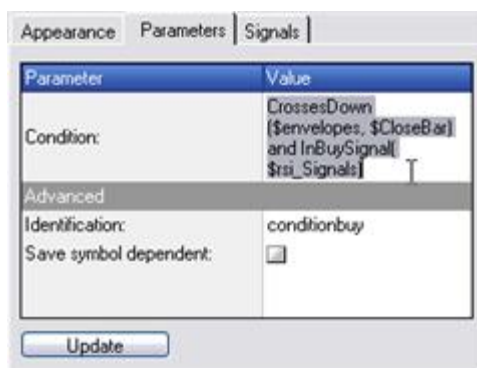 Appearance Parameters Signals
Parameter Value
Condition:
CrossesDown
($envelopes, $CloseBar)
and InBuySignal(
$rsi_Signals)
Advanced
Identification: conditionbuy
Save symbol dependent:
Update